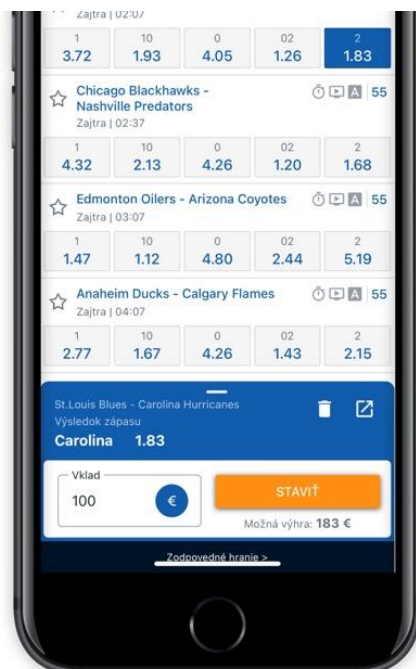 Zajtra | 02:07
1 10 0 02 2
3.72 1.93 4.05 1.26 1.83
Chicago Blackhawks -
Nashville Predators
A 55
Zajtra | 02:37
1 10 0 02 2
4.32 2.13 4.26 1.20 1.68
Edmonton Oilers - Arizona Coyotes A 55
Zajtra | 03:07
1 10 0 02 2
1.47 1.12 4.80 2.44 5.19
Anaheim Ducks - Calgary Flames A 55
Zajtra | 04:07
1 10 0 02 2
2.77 1.67 4.26 1.43 2.15
St.Louis Blues - Carolina Hurricanes
Výsledok zápasu
Carolina 1.83
Vklad
100 €
STAVIŤ
Možná výhra: 183 €
Zodpovedné hranie >